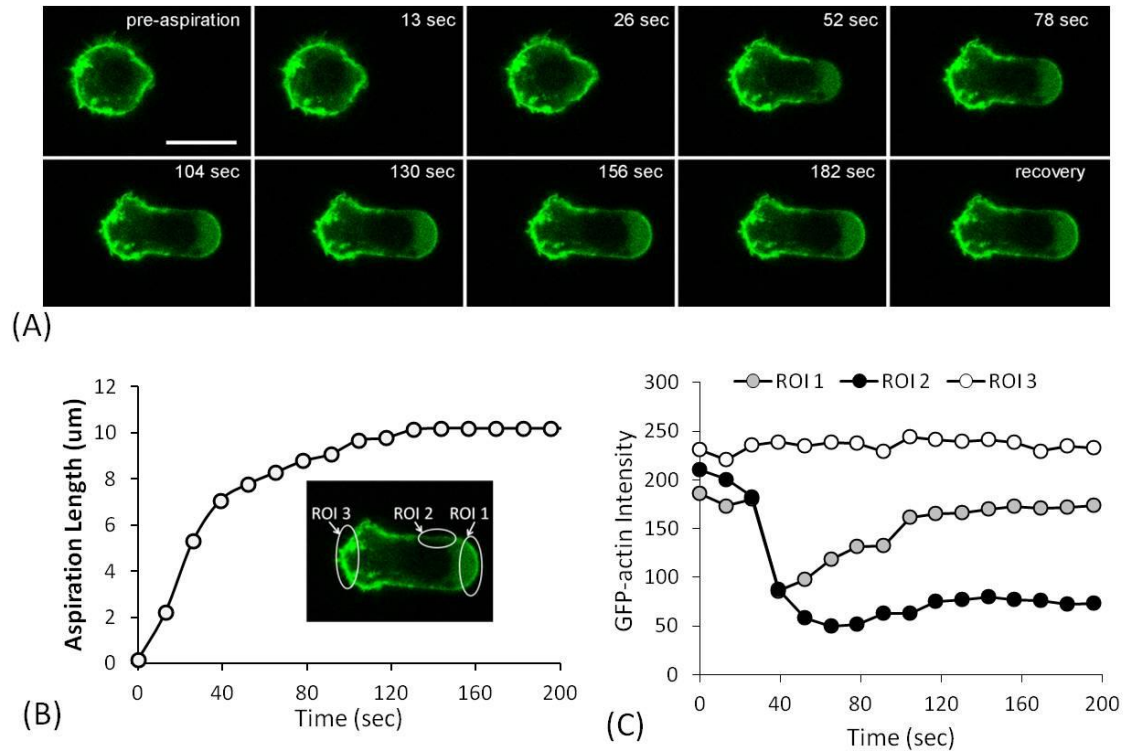 pre-aspiration 13 sec 26 sec 52 sec 78 sec
104 sec 130 sec 156 sec 182 sec recovery
(A)
12
10
8
6
4
2
0
Aspiration Length (um)
ROI 3 ROI 2 ROI 1
0 40 80 120 160 200
Time (sec)
(B)
ROI 1 ROI 2 ROI 3
300
250
200
150
100
50
0
GFP-actin Intensity
0 40 80 120 160 200
Time (sec)
(C)